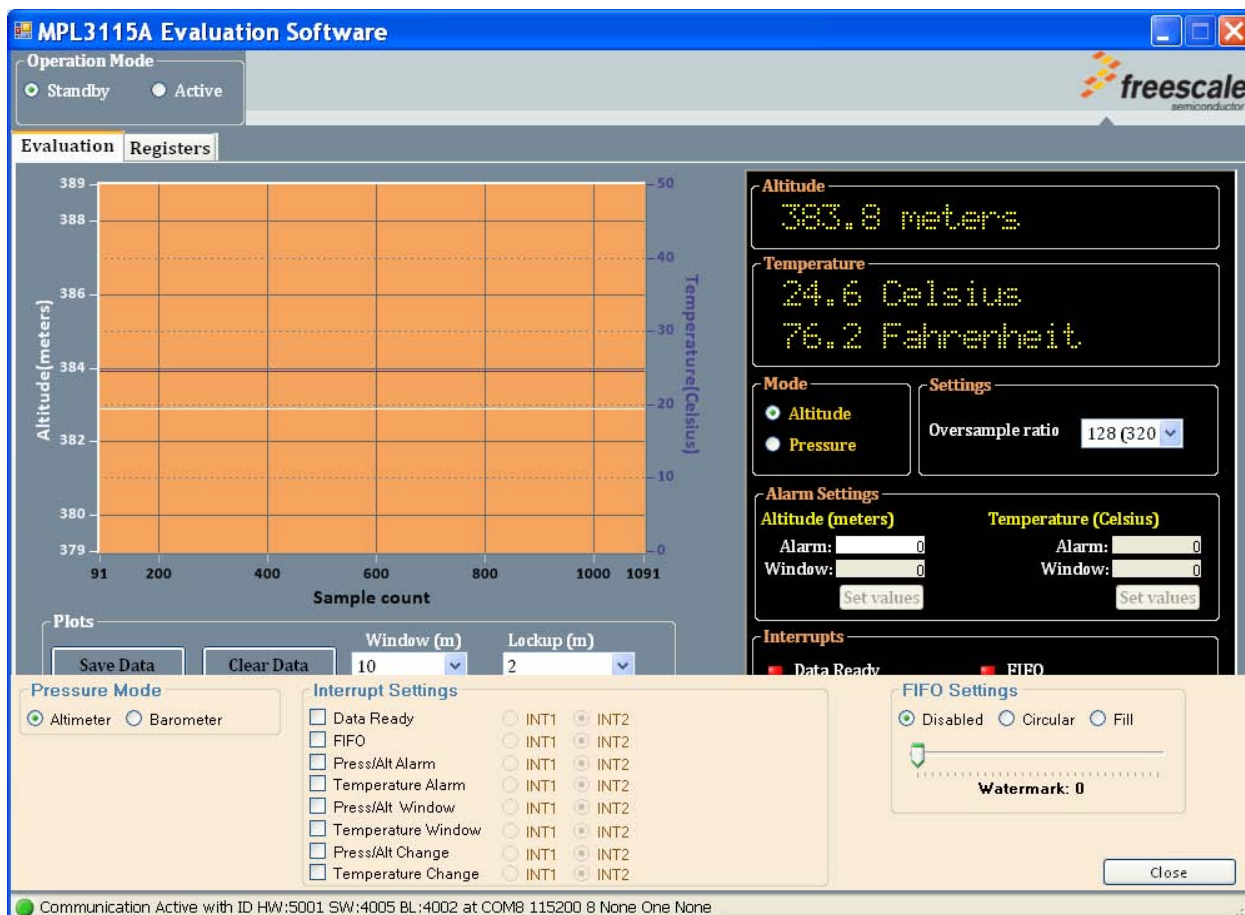 MPL3115A Evaluation Software
Operation Mode
Standby Active
freescale
semiconductor
Evaluation Registers
389
388
386
384
382
380
379
Altitude(meters)
50
40
30
20
10
0
Temperature(Celsius)
91 200 400 600 800 1000 1091
Sample count
Plots
Window (m) Lockup (m)
Save Data Clear Data 10 2
Altitude
383.8 meters
Temperature
24.6 Celsius
76.2 Fahrenheit
Mode
Altitude
Pressure
Settings
Oversample ratio 128 (320
Alarm Settings
Altitude (meters) Temperature (Celsius)
Alarm: 0 Alarm: 0
Window: 0 Window: 0
Set values Set values
Interrupts
Data Ready FIFO
Pressure Mode
Altimeter Barometer
Interrupt Settings
Data Ready INT1 INT2
FIFO INT1 INT2
Press/Alt Alarm INT1 INT2
Temperature Alarm INT1 INT2
Press/Alt Window INT1 INT2
Temperature Window INT1 INT2
Press/Alt Change INT1 INT2
Temperature Change INT1 INT2
FIFO Settings
Disabled Circular Fill
Watermark: 0
Close
Communication Active with ID HW:5001 SW:4005 BL:4002 at COM8 115200 8 None One None